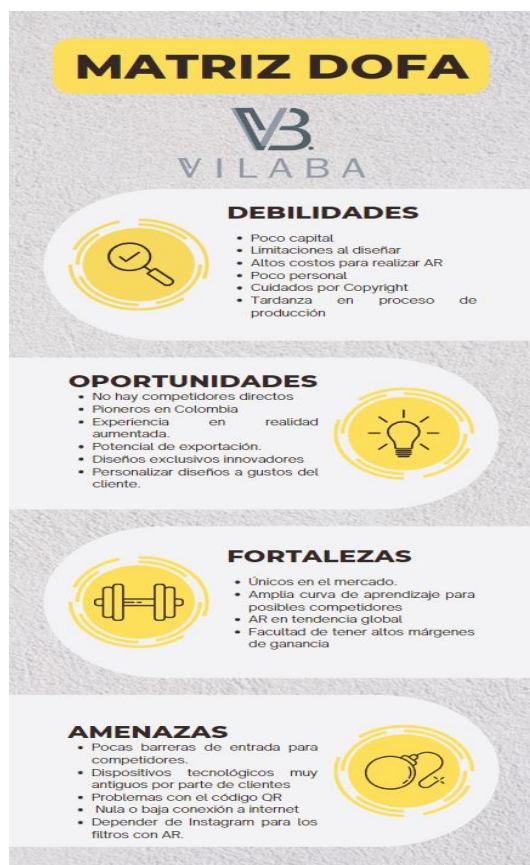 MATRIZ DOFA
VB.
VILABA
DEBILIDADES
• Poco capital
• Limitaciones al diseñar
• Altos costos para realizar AR
• Poco personal
• Cuidados por Copyright
• Tardanza en proceso de
producción
OPORTUNIDADES
• No hay competidores directos
• Pioneros en Colombia
• Experiencia en realidad
aumentada.
• Potencial de exportación.
• Diseños exclusivos innovadores
• Personalizar diseños a gustos del
cliente.
FORTALEZAS
• Únicos en el mercado.
• Amplia curva de aprendizaje para
posibles competidores
• AR en tendencia global
• Facultad de tener altos márgenes
de ganancia
AMENAZAS
• Pocas barreras de entrada para
competidores.
• Dispositivos tecnológicos muy
antiguos por parte de clientes
• Problemas con el código QR
• Nula o baja conexión a internet
• Depender de Instagram para los
filtros con AR.